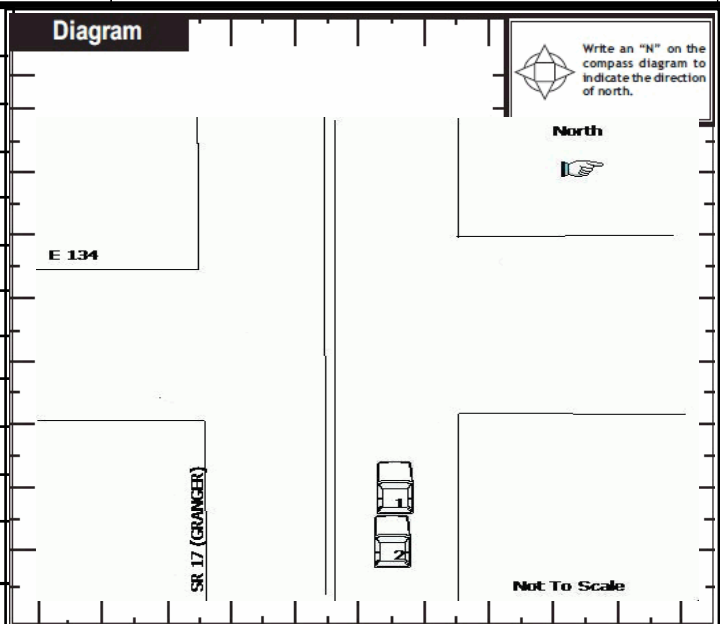 Diagram
Write an “N” on the
compass diagram to
indicate the direction
of north.
North
E 134
SR 17 (GRANGER)
1
2
Not To Scale